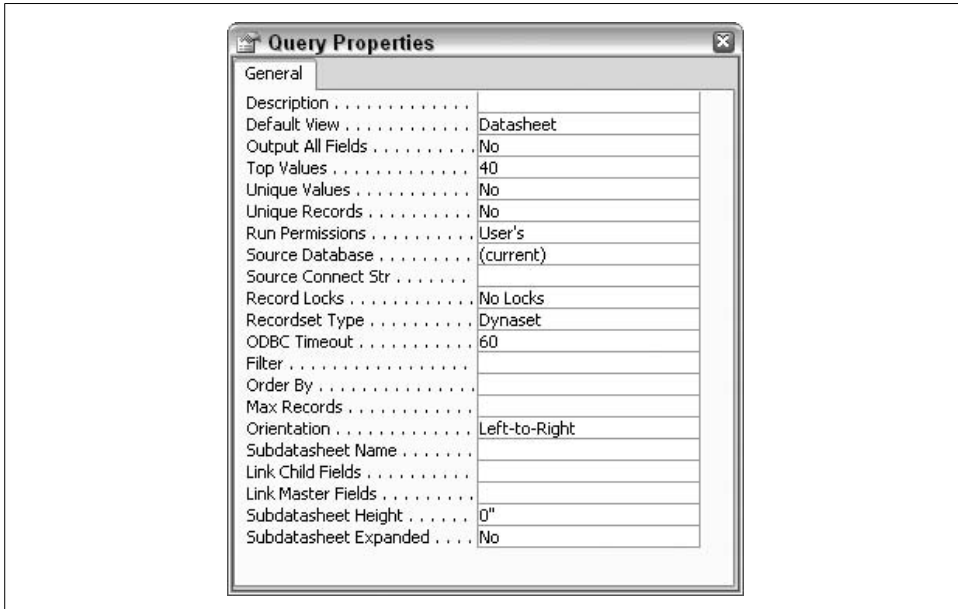 Query Properties
General
Description . . . . . . . . . . . . .
Default View . . . . . . . . . . . . Datasheet
Output All Fields . . . . . . . . . . No
Top Values . . . . . . . . . . . . . 40
Unique Values . . . . . . . . . . . No
Unique Records . . . . . . . . . . No
Run Permissions . . . . . . . . . . User's
Source Database . . . . . . . . . (current)
Source Connect Str . . . . . . .
Record Locks . . . . . . . . . . . . No Locks
Recordset Type . . . . . . . . . . Dynaset
ODBC Timeout . . . . . . . . . . . 60
Filter . . . . . . . . . . . . . . . . .
Order By . . . . . . . . . . . . . . .
Max Records . . . . . . . . . . . .
Orientation . . . . . . . . . . . . . Left-to-Right
Subdatasheet Name . . . . . . .
Link Child Fields . . . . . . . . . .
Link Master Fields . . . . . . . . .
Subdatasheet Height . . . . . . 0"
Subdatasheet Expanded . . . . No